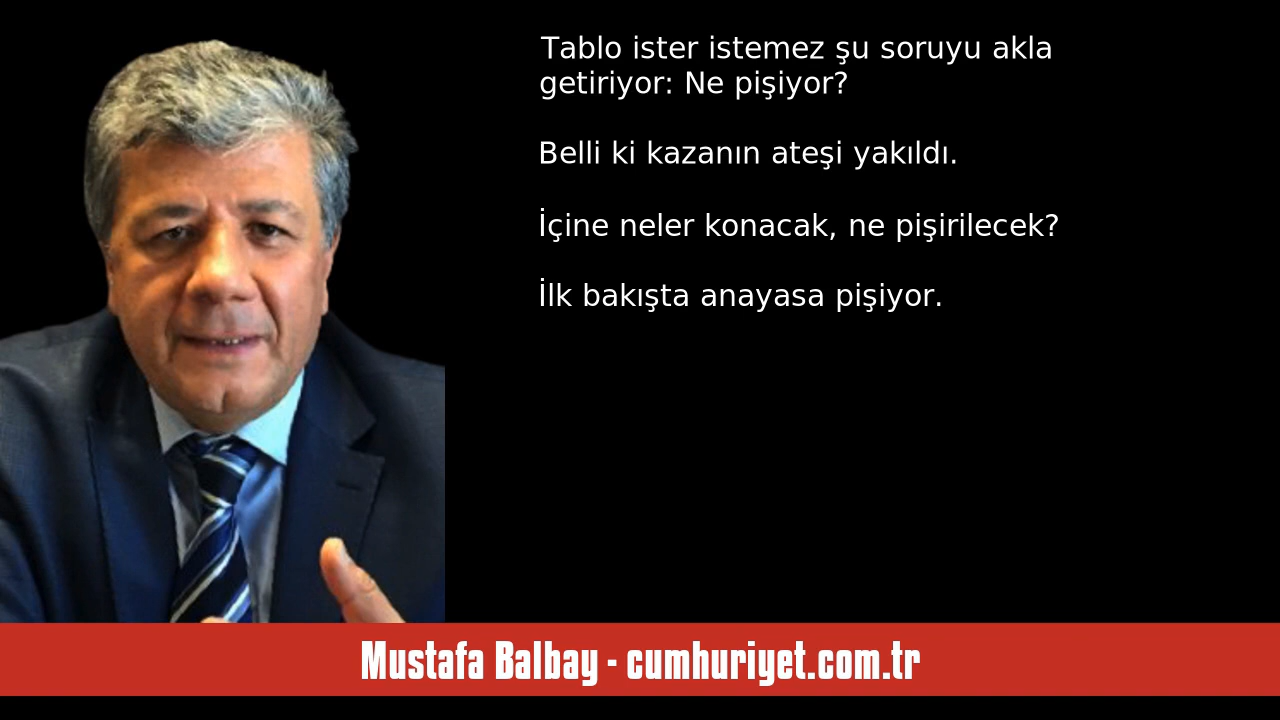 Tablo ister istemez şu soruyu akla
getiriyor: Ne pişiyor?
Belli ki kazanın ateşi yakıldı.
İçine neler konacak, ne pişirilecek?
İlk bakışta anayasa pişiyor.
Mustafa Balbay - cumhuriyet.com.tr